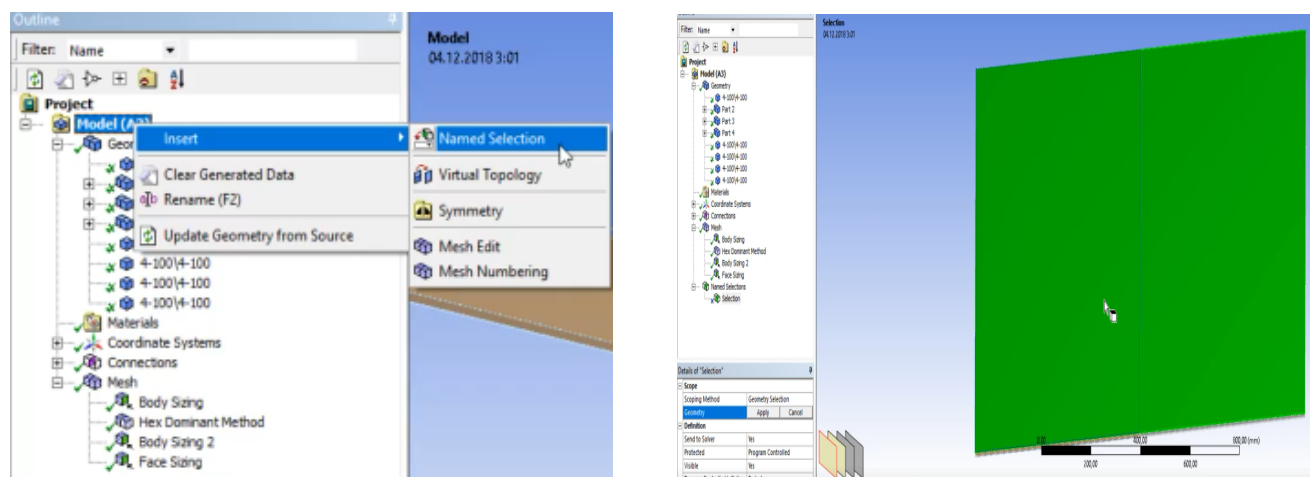 Outline
Filter: Name
Project
Model (A3)
Insert
Clear Generated Data
Rename (F2)
Update Geometry from Source
Named Selection
Virtual Topology
Symmetry
Mesh Edit
Mesh Numbering
4-100\4-100
4-100\4-100
4-100\4-100
Materials
Coordinate Systems
Connections
Mesh
Body Sizing
Hex Dominant Method
Body Sizing 2
Face Sizing
Model
04.12.2018 3:01
Filter: Name
Project
Model (A3)
Geometry
4-100\4-100
Part 2
Part 3
Part 4
4-100\4-100
4-100\4-100
4-100\4-100
4-100\4-100
Materials
Coordinate Systems
Connections
Mesh
Body Sizing
Hex Dominant Method
Body Sizing 2
Face Sizing
Named Selections
Selection
Details of "Selection"
Scope
Scoping Method Geometry Selection
Geometry Apply Cancel
Definition
Send to Solver Yes
Protected Program Controlled
Visible Yes
Selection
04.12.2018 3:01
0,00 400,00 800,00 (mm)
200,00 600,00